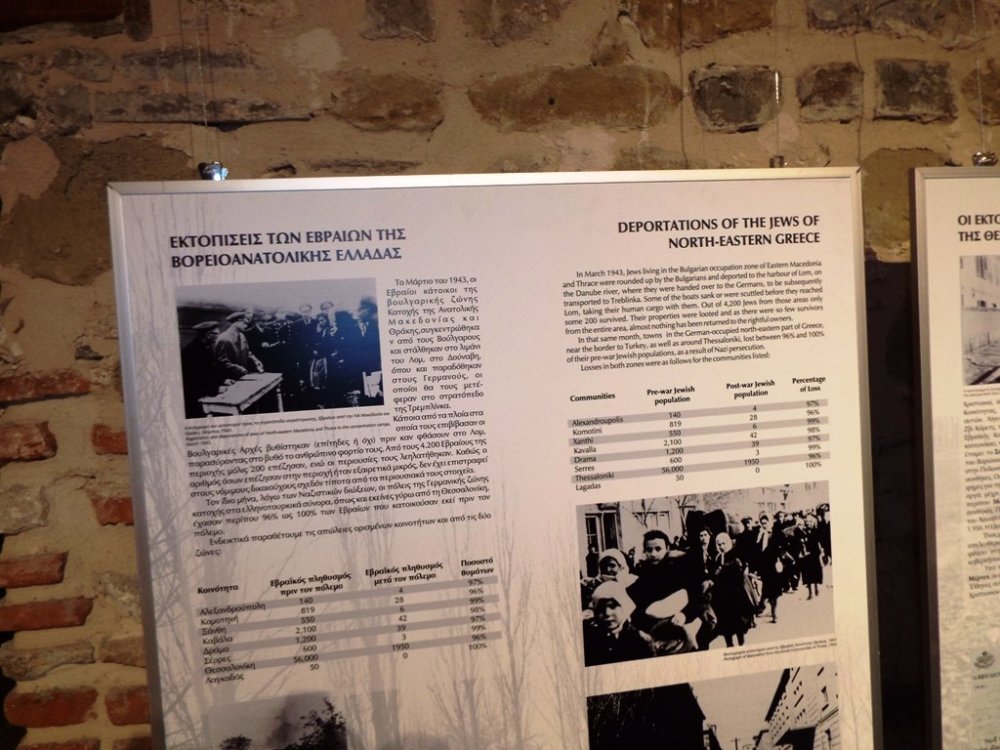 ΕΚΤΟΠΙΣΕΙΣ ΤΩΝ ΕΒΡΑΙΩΝ ΤΗΣ
ΒΟΡΕΙΟΑΝΑΤΟΛΙΚΗΣ ΕΛΛΑΔΑΣ
Το Μάρτιο του 1943, οι
Εβραίοι κάτοικοι της
βουλγαρικής ζώνης
Κατοχής της Ανατολικής
Μακεδονίας και
Θράκης,συγκεντρώθηκα
ν από τους Βούλγαρους
και στάλθηκαν στο λιμάνι
του Λομ, στο Δούναβη,
όπου και παραδόθηκαν
στους Γερμανούς, οι
οποίοι θα τους μετέ-
φεραν στο στρατόπεδο
της Τρεμπλίνκα.
Κάποια από τα πλοία στα
οποία τους επιβίβασαν οι
Βουλγαρικές Αρχές βυθίστηκαν (επίτηδες ή όχι) πριν καν φθάσουν στο Λομ,
παρασύροντας στο βυθό το ανθρώπινο φορτίο τους. Από τους 4.200 Εβραίους της
περιοχής μόλις 200 επέζησαν, ενώ οι περιουσίες τους λεηλατήθηκαν. Καθώς ο
αριθμός όσων επέζησαν στην περιοχή ήταν εξαιρετικά μικρός, δεν έχει επιστραφεί
στους νόμιμους δικαιούχους σχεδόν τίποτα από τα περιουσιακά τους στοιχεία.
Τον ίδιο μήνα, λόγω των Ναζιστικών διώξεων, οι πόλεις της Γερμανικής ζώνης
κατοχής στα ελληνοτουρκικά σύνορα, όπως και εκείνες γύρω από τη Θεσσαλονίκη,
έχασαν περίπου 96% ως 100% των Εβραίων που κατοικούσαν εκεί πριν τον
πόλεμο.
Ενδεικτικά παραθέτουμε τις απώλειες ορισμένων κοινοτήτων και από τις δύο
ζώνες:
Κοινότητα Εβραϊκός πληθυσμός πριν τον πόλεμο Εβραϊκός πληθυσμός μετά τον πόλεμο Ποσοστό θυμάτων
Αλεξανδρούπολη 140 4 97%
Κομοτηνή 819 28 96%
Ξάνθη 550 6 99%
Καβάλα 2,100 42 98%
Δράμα 1,200 39 97%
Σέρρες 600 3 99%
Θεσσαλονίκη 56,000 1950 96%
Λαγκαδάς 50 0 100%
DEPORTATIONS OF THE JEWS OF
NORTH-EASTERN GREECE
In March 1943, Jews living in the Bulgarian occupation zone of Eastern Macedonia
and Thrace were rounded up by the Bulgarians and deported to the harbour of Lom, on
the Danube river, where they were handed over to the Germans, to be subsequently
transported to Treblinka. Some of the boats sank or were scuttled before they reached
Lom, taking their human cargo with them. Out of 4,200 Jews from those areas only
some 200 survived. Their properties were looted and as there were so few survivors
from the entire area, almost nothing has been returned to the rightful owners.
In that same month, towns in the German-occupied north-eastern part of Greece,
near the border to Turkey, as well as around Thessaloniki, lost between 96% and 100%
of their pre-war Jewish populations, as a result of Nazi persecution.
Losses in both zones were as follows for the communities listed:
Communities Pre-war Jewish population Post-war Jewish population Percentage of Loss
Alexandroupolis 140 4 97%
Komotini 819 28 96%
Xanthi 550 6 99%
Kavalla 2,100 42 98%
Drama 1,200 39 97%
Serres 600 3 99%
Thessaloniki 56,000 1950 96%
Lagadas 50 0 100%
ΟΙ ΕΚΤΟ
ΤΗΣ ΘΕ